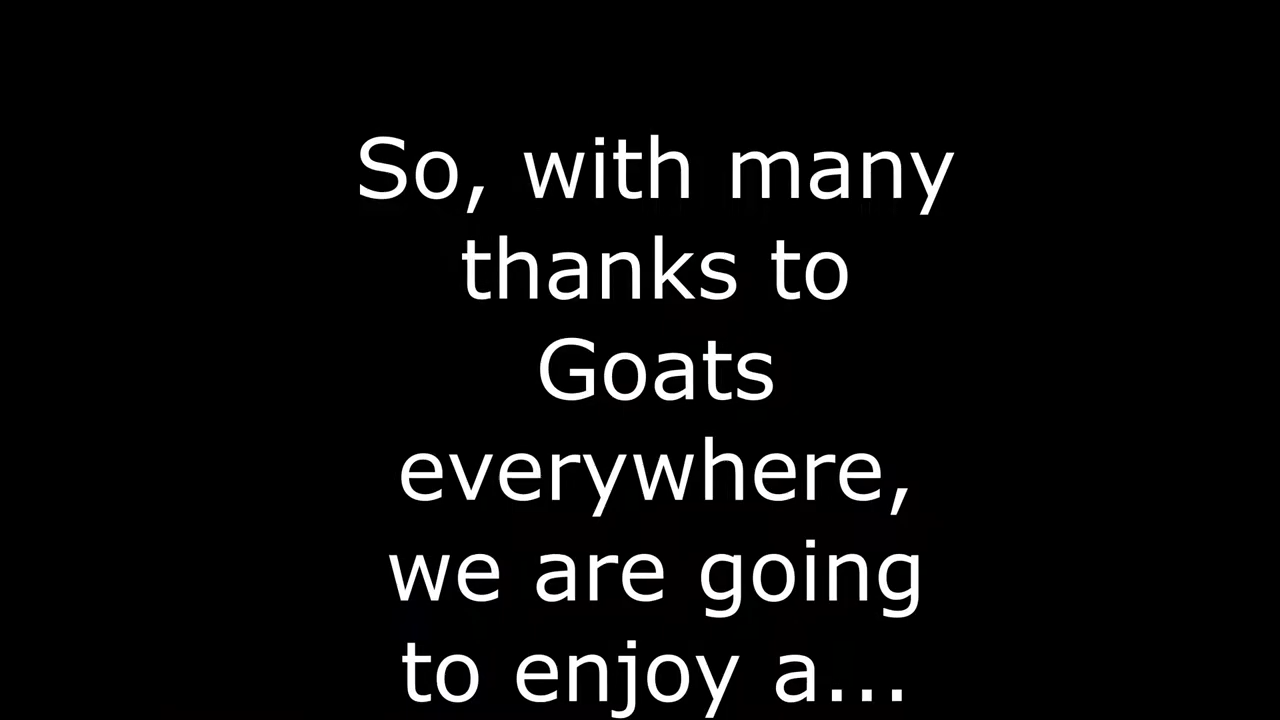 So, with many
thanks to
Goats
everywhere,
we are going
to enjoy a...